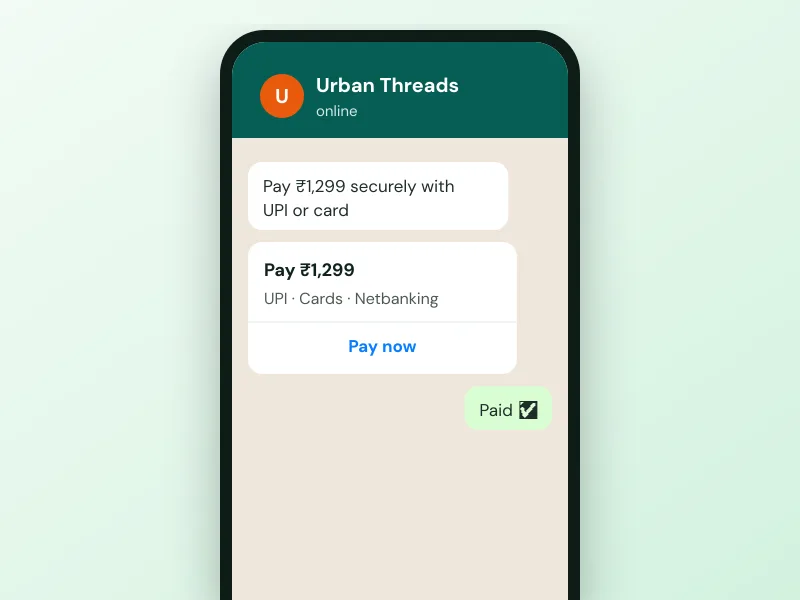 U
Urban Threads
online
Pay ₹1,299 securely with
UPI or card
Pay ₹1,299
UPI · Cards · Netbanking
Pay now
Paid ✅